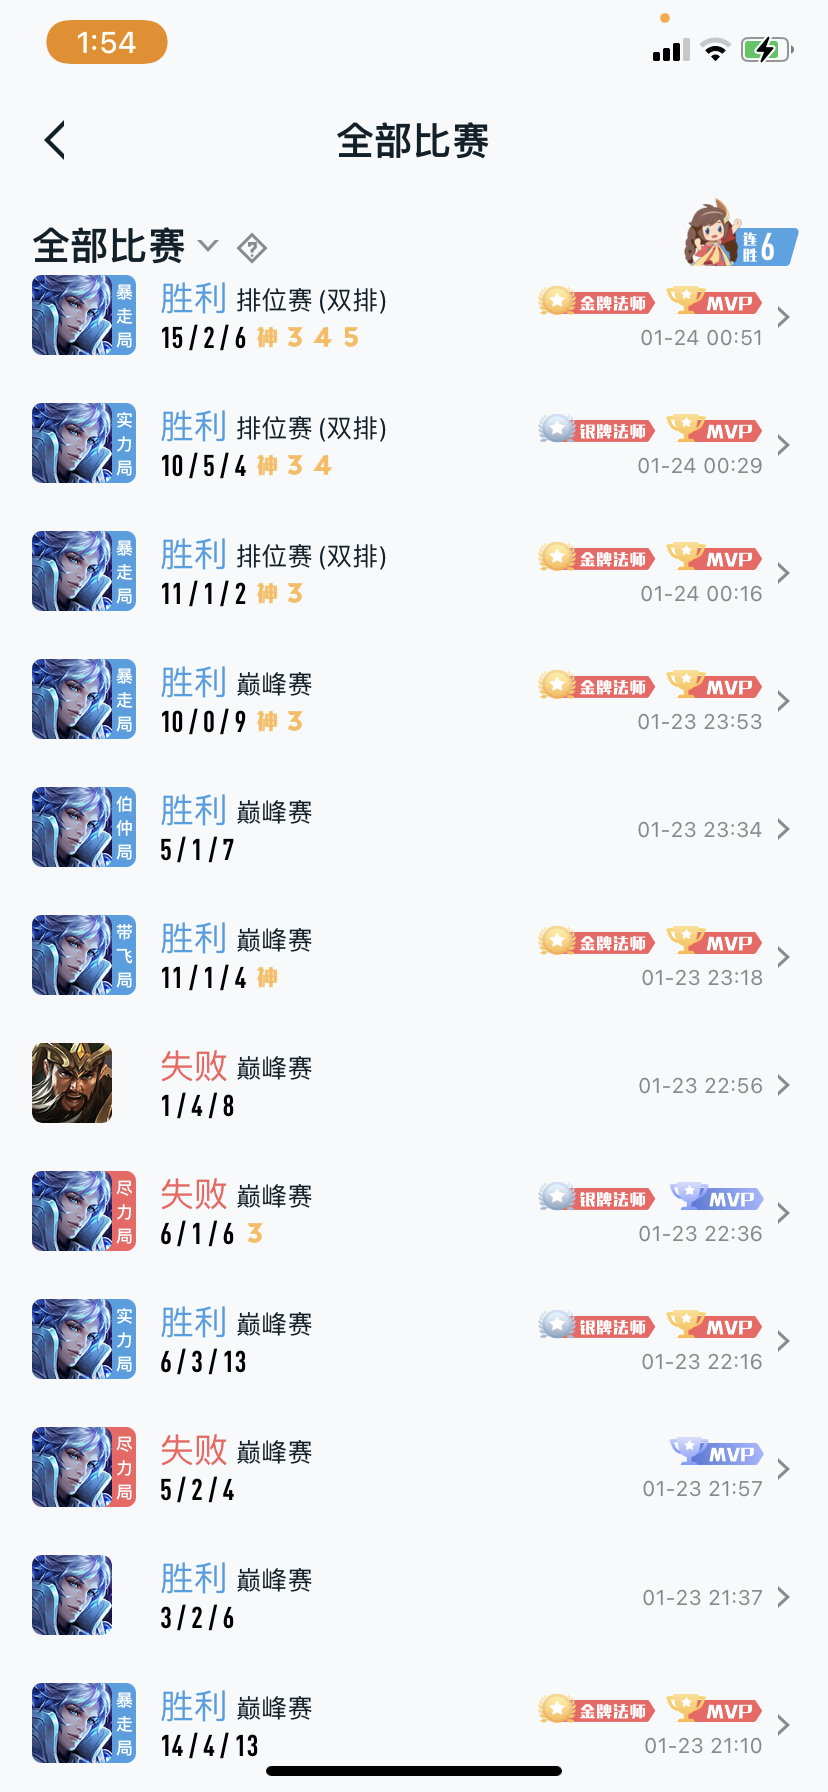 1:54
全部比赛
全部比赛
连胜 6
暴走局 胜利 排位赛 (双排) 金牌法师 MVP
15 / 2 / 6 神 3 4 5 01-24 00:51
实力局 胜利 排位赛 (双排) 银牌法师 MVP
10 / 5 / 4 神 3 4 01-24 00:29
暴走局 胜利 排位赛 (双排) 金牌法师 MVP
11 / 1 / 2 神 3 01-24 00:16
暴走局 胜利 巅峰赛 金牌法师 MVP
10 / 0 / 9 神 3 01-23 23:53
伯仲局 胜利 巅峰赛
5 / 1 / 7 01-23 23:34
带飞局 胜利 巅峰赛 金牌法师 MVP
11 / 1 / 4 神 01-23 23:18
失败 巅峰赛
1 / 4 / 8 01-23 22:56
尽力局 失败 巅峰赛 银牌法师 MVP
6 / 1 / 6 3 01-23 22:36
实力局 胜利 巅峰赛 银牌法师 MVP
6 / 3 / 13 01-23 22:16
尽力局 失败 巅峰赛 MVP
5 / 2 / 4 01-23 21:57
胜利 巅峰赛
3 / 2 / 6 01-23 21:37
暴走局 胜利 巅峰赛 金牌法师 MVP
14 / 4 / 13 01-23 21:10